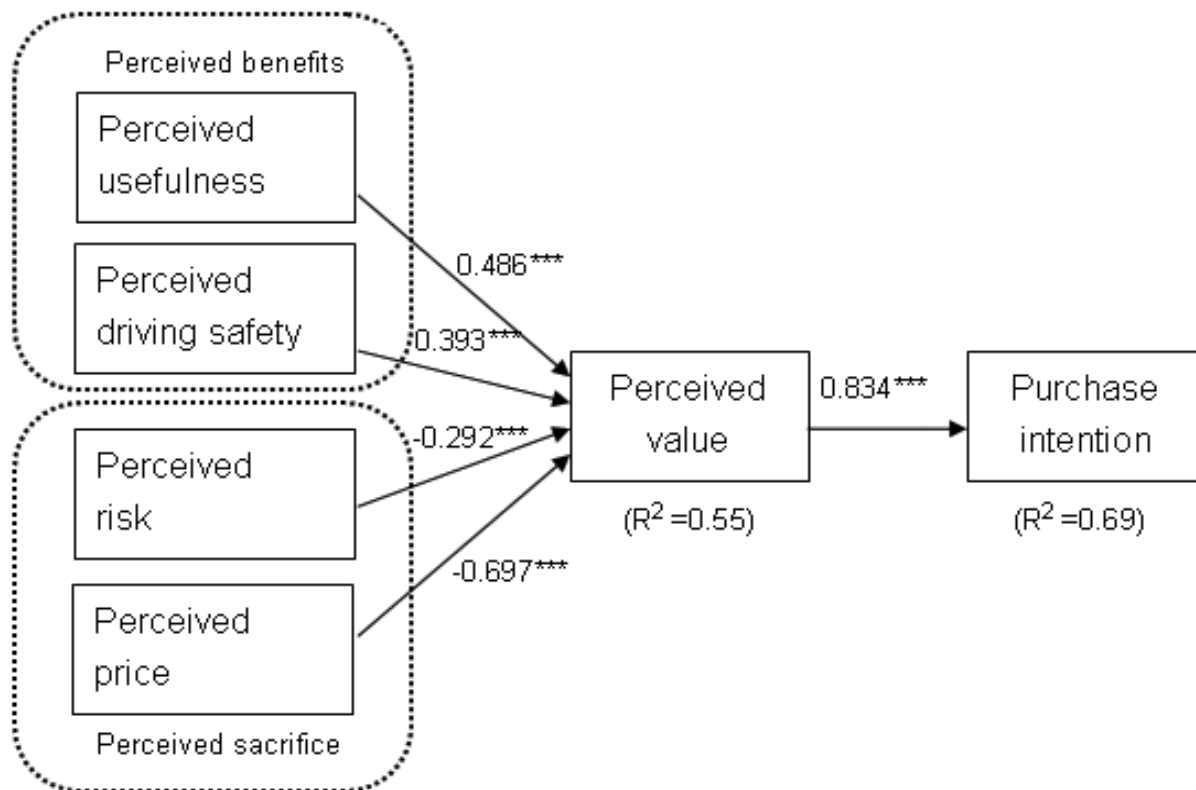 Perceived benefits
Perceived
usefulness
0.486***
Perceived
driving safety
0.393***
Perceived
value
(R²=0.55)
0.834***
Purchase
intention
(R²=0.69)
-0.292***
Perceived
risk
-0.697***
Perceived
price
Perceived sacrifice